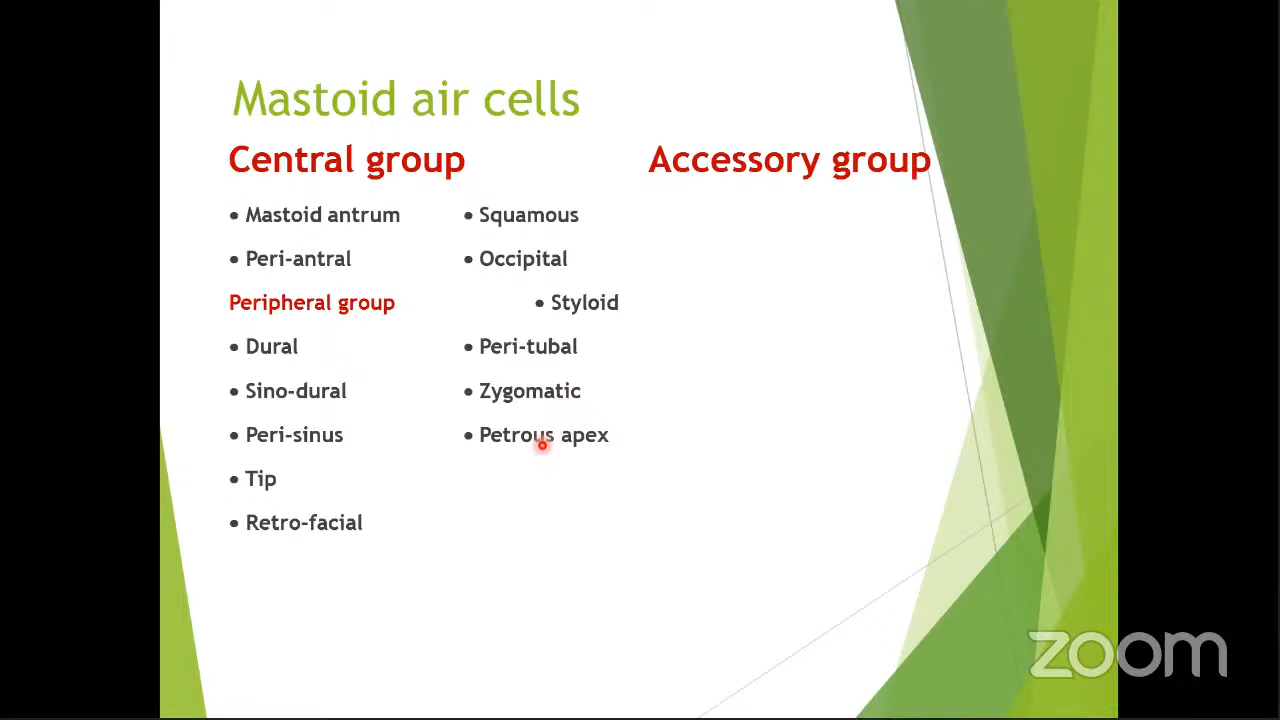 Mastoid air cells
Central group Accessory group
• Mastoid antrum • Squamous
• Peri-antral • Occipital
Peripheral group • Styloid
• Dural • Peri-tubal
• Sino-dural • Zygomatic
• Peri-sinus • Petrous apex
• Tip
• Retro-facial
zoom